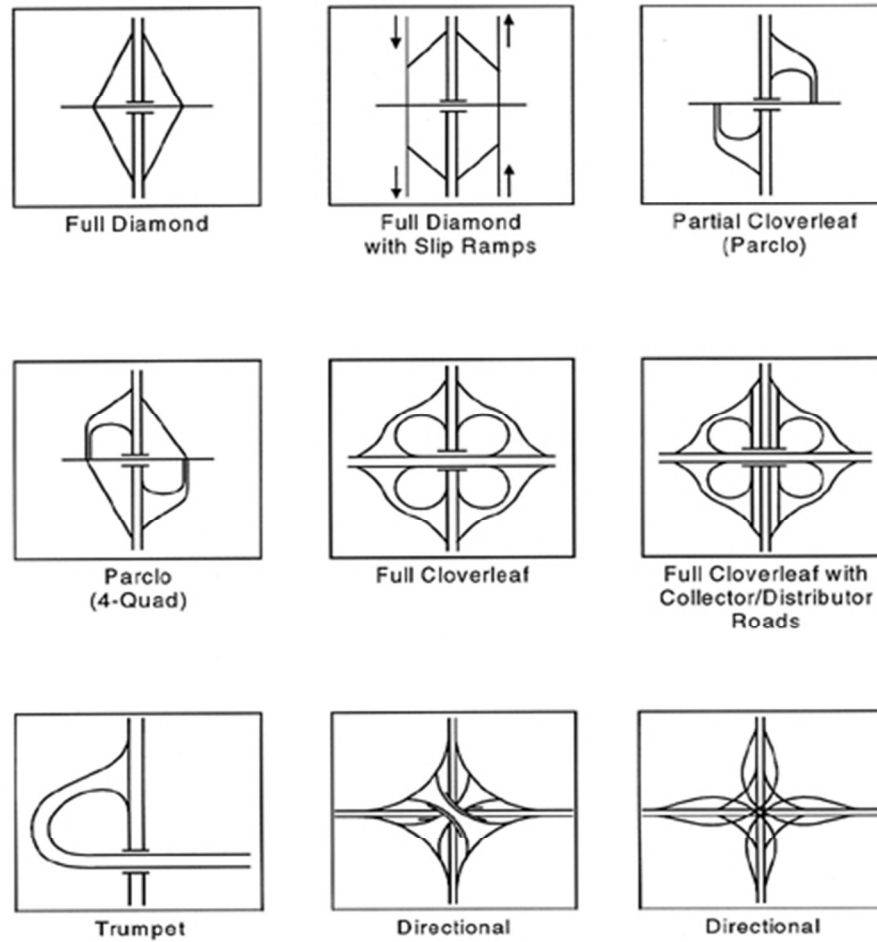 Full Diamond
Full Diamond
with Slip Ramps
Partial Cloverleaf
(Parclo)
Parclo
(4-Quad)
Full Cloverleaf
Full Cloverleaf with
Collector/Distributor
Roads
Trumpet
Directional
Directional